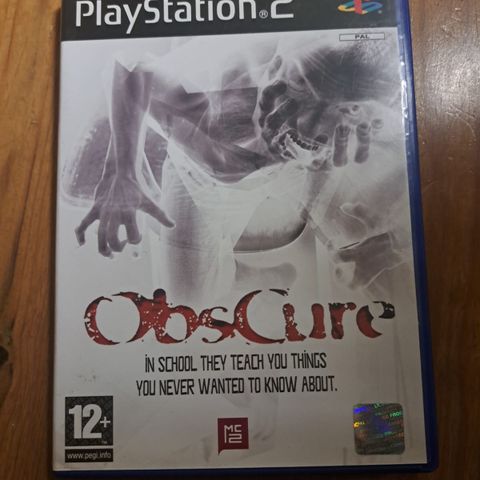 PlayStation®2
PAL
ObsCure
IN SCHOOL THEY TEACH YOU THINGS
YOU NEVER WANTED TO KNOW ABOUT.
12+
www.pegi.info
MC2